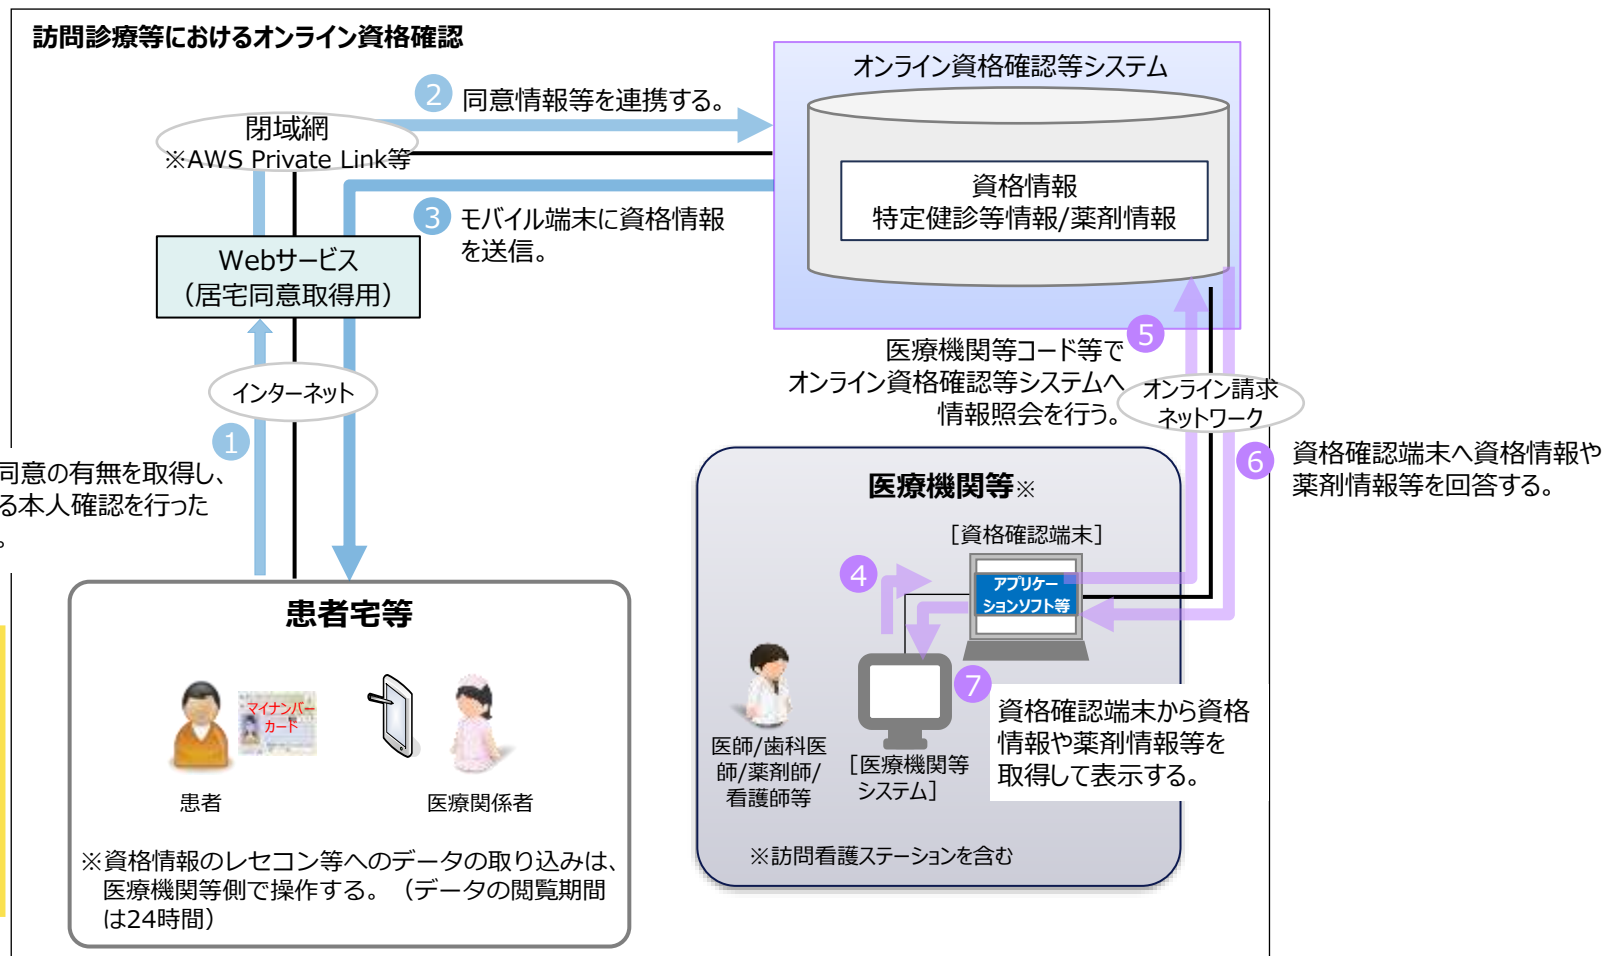 訪問診療等におけるオンライン資格確認
オンライン資格確認等システム
2 同意情報等を連携する。
閉域網
※AWS Private Link等
資格情報
特定健診等情報/薬剤情報
3 モバイル端末に資格情報
を送信。
Webサービス
（居宅同意取得用）
5
医療機関等コード等で
オンライン資格確認等システムへ
情報照会を行う。
オンライン請求
ネットワーク
インターネット
1
同意の有無を取得し、
る本人確認を行った
。
6 資格確認端末へ資格情報や
薬剤情報等を回答する。
医療機関等※
［資格確認端末］
4
アプリケー
ションソフト等
患者宅等
マイナンバー
カード
患者
医療関係者
※資格情報のレセコン等へのデータの取り込みは、
医療機関等側で操作する。（データの閲覧期間
は24時間）
7
資格確認端末から資格
情報や薬剤情報等を
取得して表示する。
医師/歯科医
師/薬剤師/
看護師等
［医療機関等
システム］
※訪問看護ステーションを含む